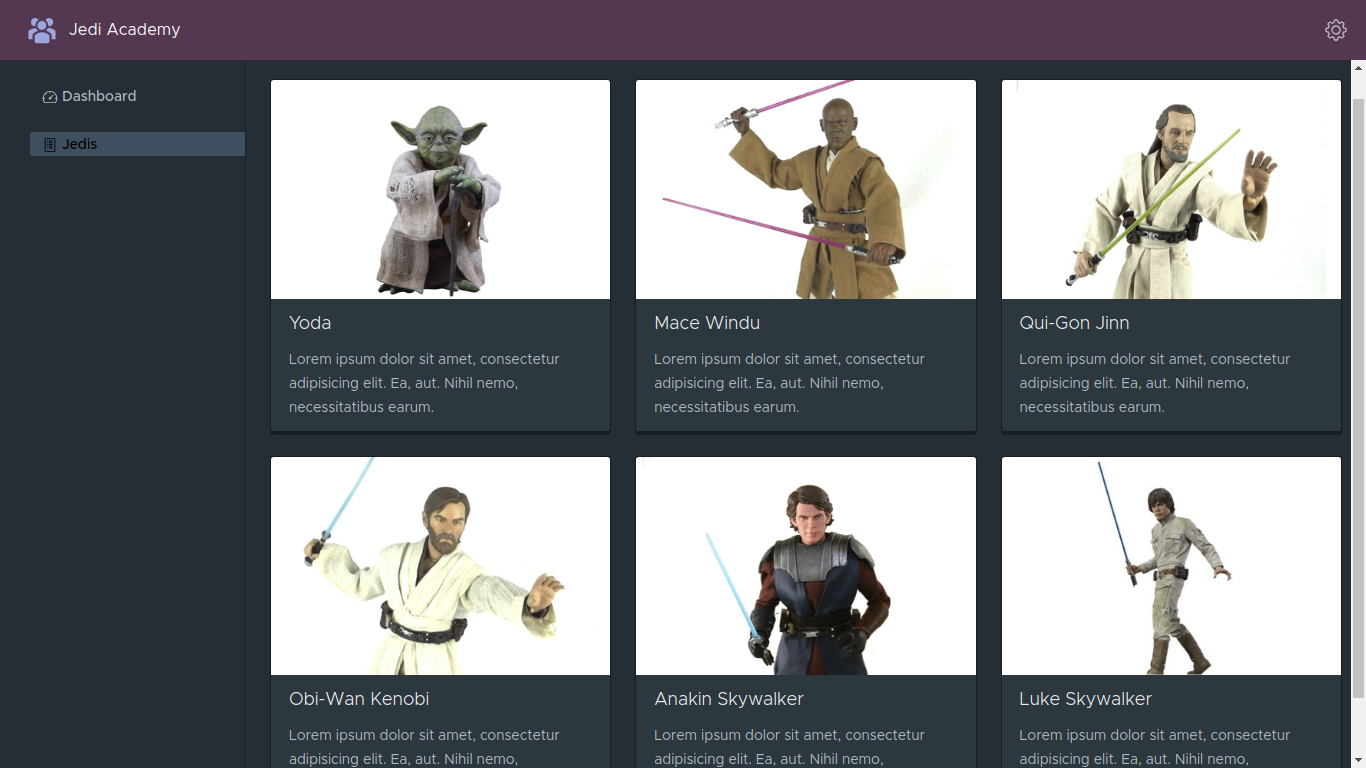 Jedi Academy
Dashboard
Jedis
Yoda
Lorem ipsum dolor sit amet, consectetur
adipisicing elit. Ea, aut. Nihil nemo,
necessitatibus earum.
Mace Windu
Lorem ipsum dolor sit amet, consectetur
adipisicing elit. Ea, aut. Nihil nemo,
necessitatibus earum.
Qui-Gon Jinn
Lorem ipsum dolor sit amet, consectetur
adipisicing elit. Ea, aut. Nihil nemo,
necessitatibus earum.
Obi-Wan Kenobi
Lorem ipsum dolor sit amet, consectetur
adipisicing elit. Ea, aut. Nihil nemo,
Anakin Skywalker
Lorem ipsum dolor sit amet, consectetur
adipisicing elit. Ea, aut. Nihil nemo,
Luke Skywalker
Lorem ipsum dolor sit amet, consectetur
adipisicing elit. Ea, aut. Nihil nemo,